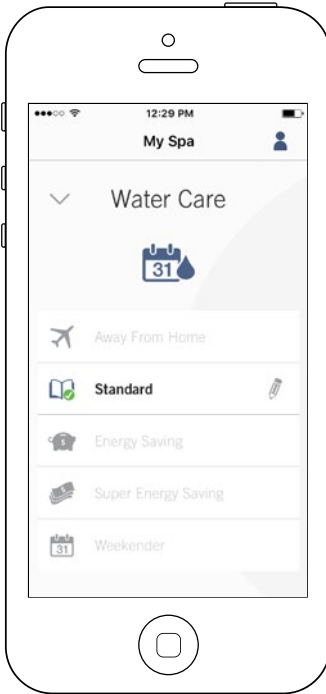 12:29 PM
My Spa
Water Care
31
Away From Home
Standard
$
Energy Saving
Super Energy Saving
31
Weekender